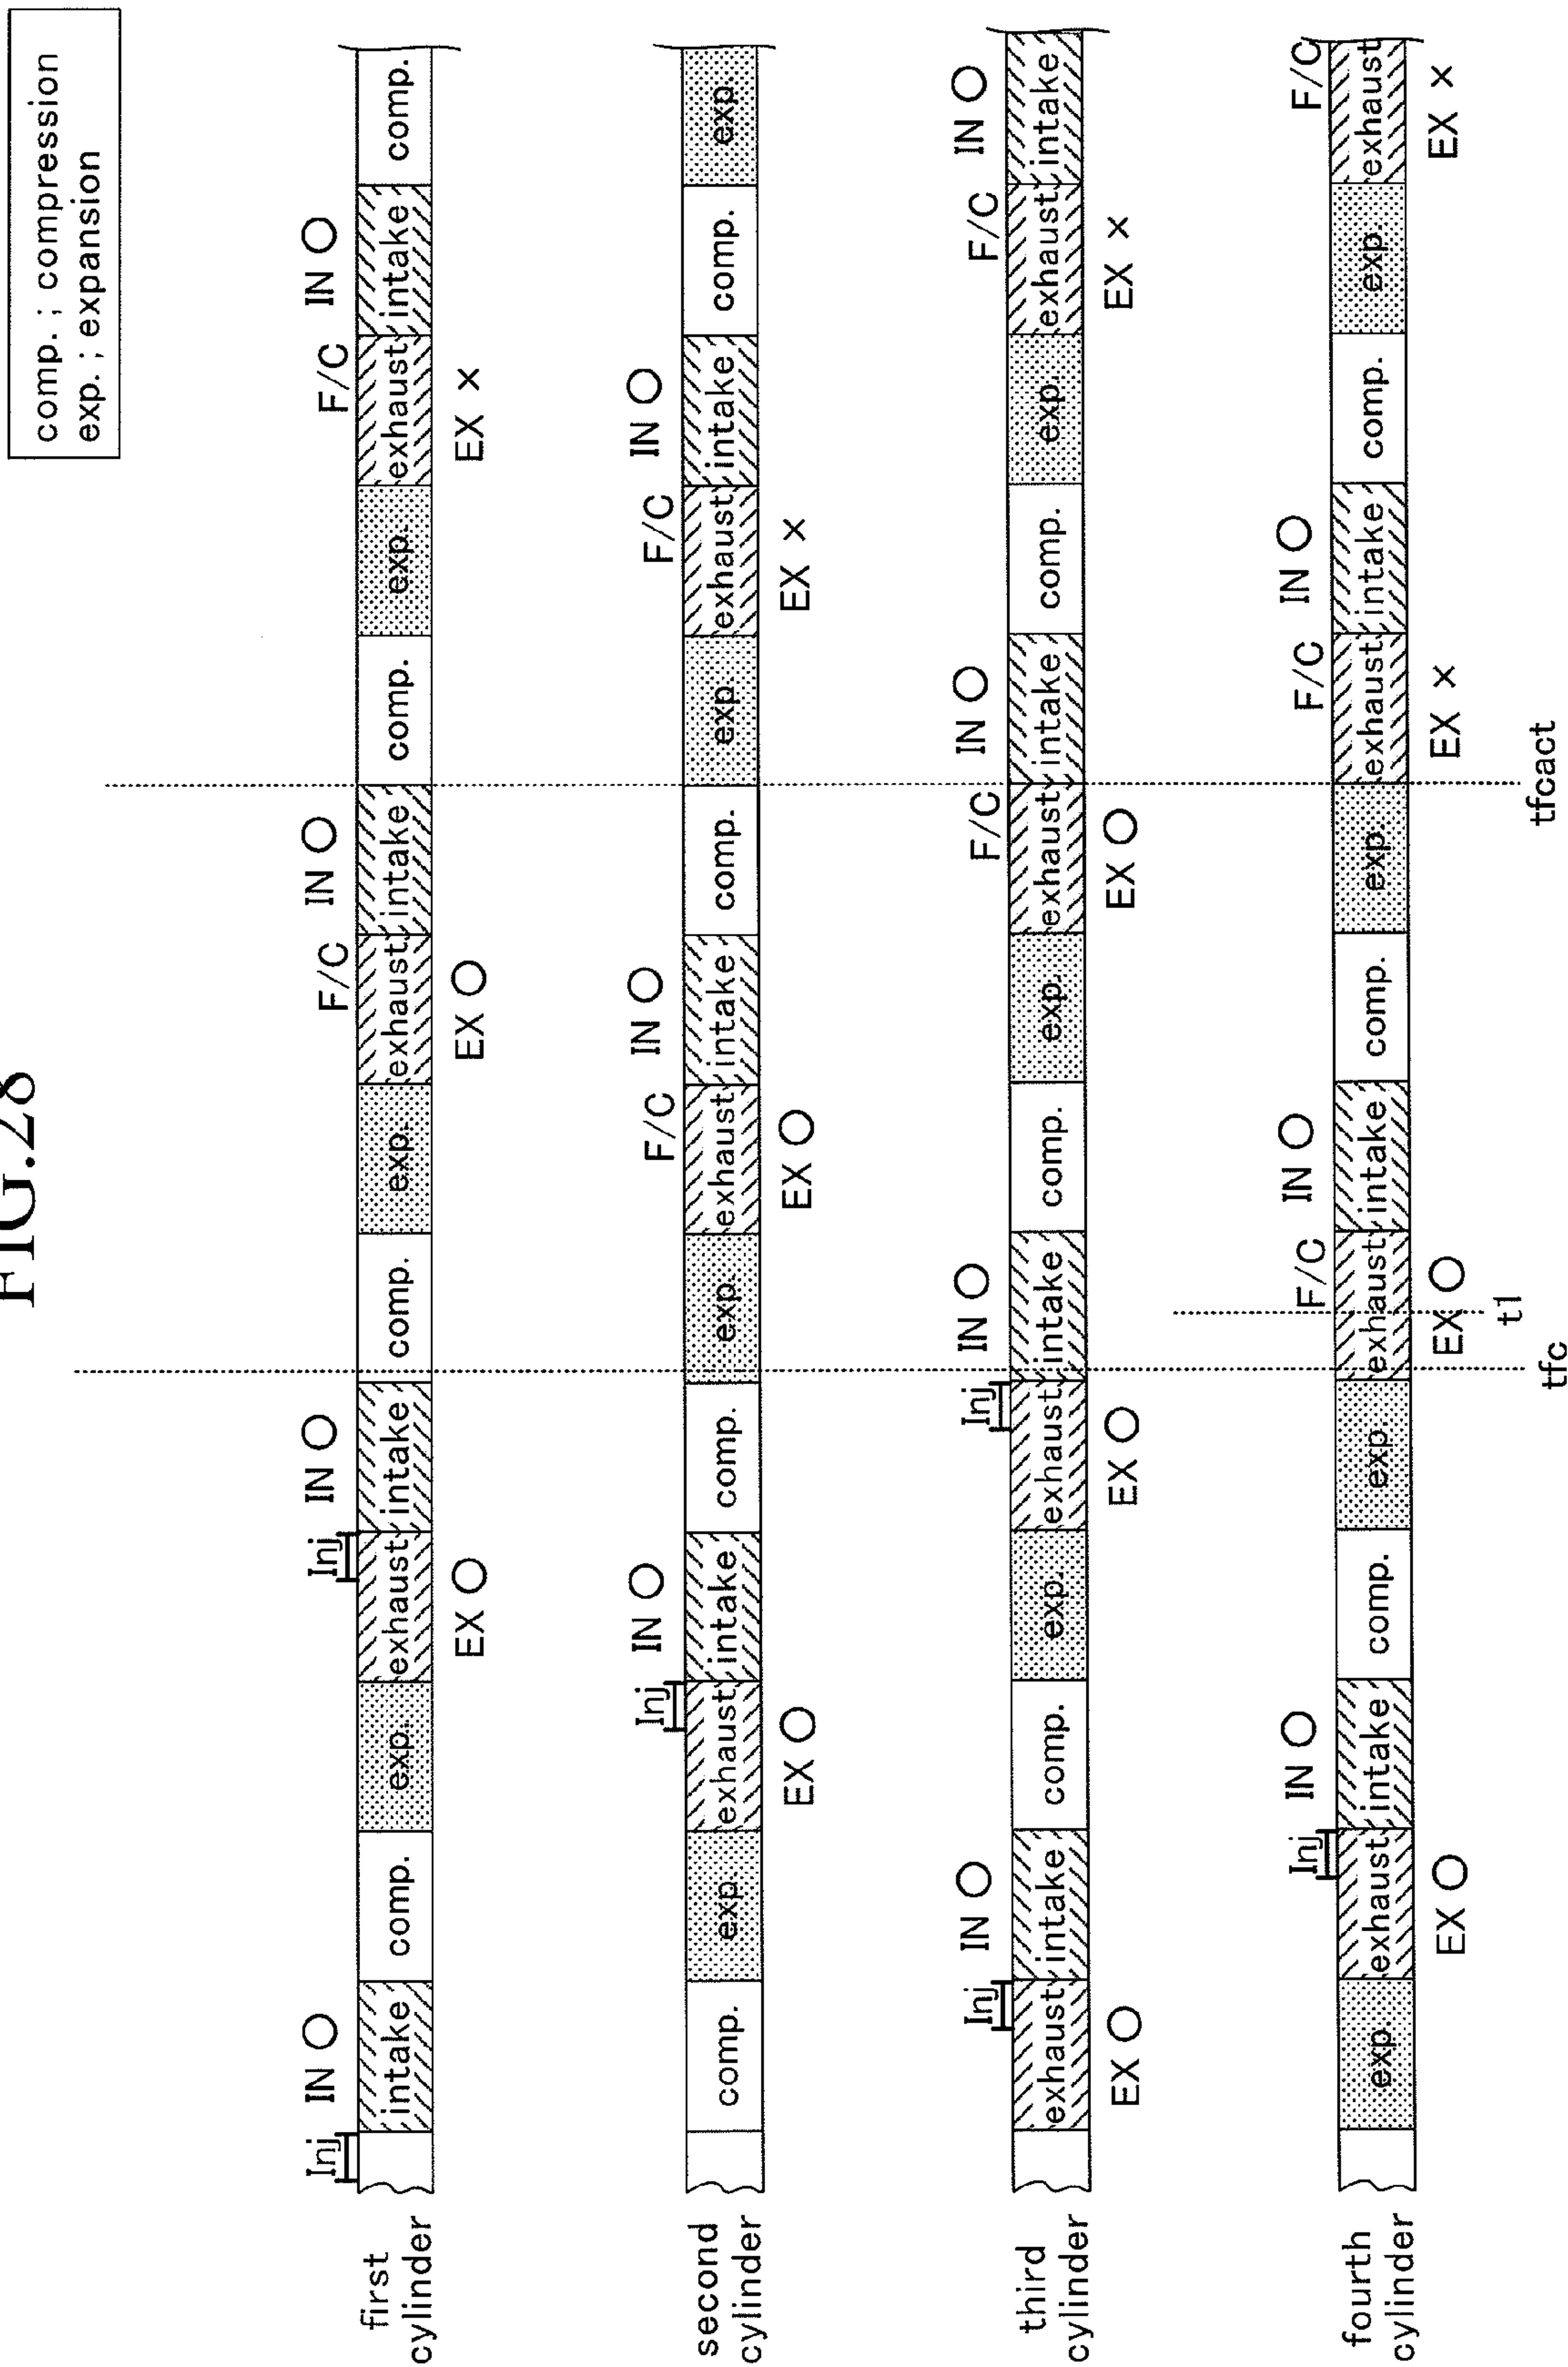 FIG.28
comp. ; compression
exp. ; expansion
Inj IN ○ Inj IN ○ F/C IN ○ F/C IN ○
first cylinder
intake comp. exp. exhaust intake comp. exp. exhaust intake comp. exp. exhaust intake comp.
EX ○ EX ○ EX ×
Inj IN ○ F/C IN ○ F/C IN ○
second cylinder
comp. exp. exhaust intake comp. exp. exhaust intake comp. exp. exhaust intake comp. exp.
EX ○ EX ○ EX ×
Inj IN ○ Inj IN ○ F/C IN ○ F/C IN ○
third cylinder
exhaust intake comp. exp. exhaust intake comp. exp. exhaust intake comp. exp. exhaust intake
EX ○ EX ○ EX ○ EX ×
Inj IN ○ F/C IN ○ F/C IN ○ F/C
fourth cylinder
exp. exhaust intake comp. exp. exhaust intake comp. exp. exhaust intake comp. exp. exhaust
EX ○ EX ○ EX × EX ×
t1
tfc tfcact